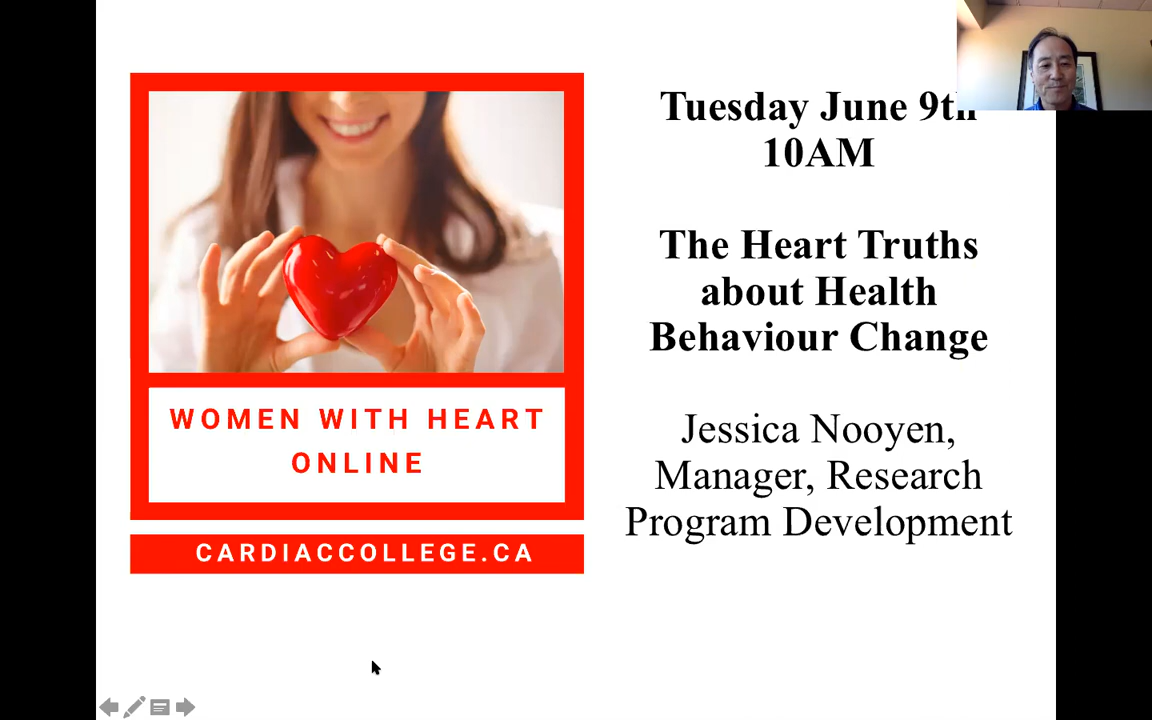 Tuesday June 9th
10AM
The Heart Truths
about Health
Behaviour Change
Jessica Nooyen,
Manager, Research
Program Development
WOMEN WITH HEART
ONLINE
CARDIACCOLLEGE.CA